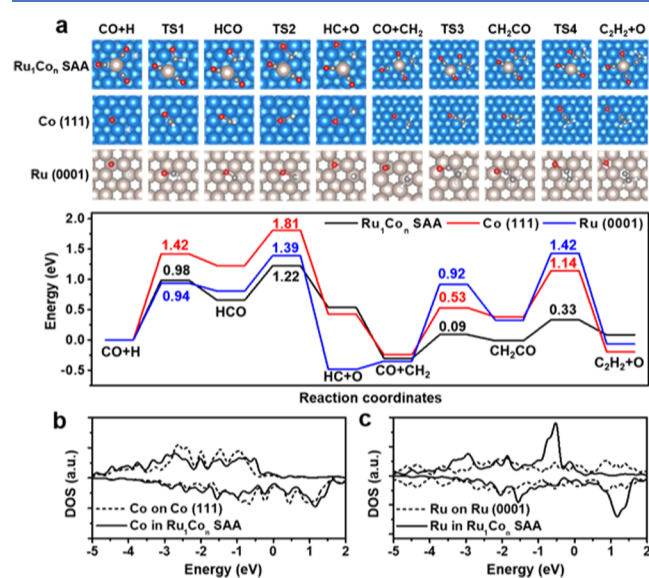 a
CO+H TS1 HCO TS2 HC+O CO+CH₂ TS3 CH₂CO TS4 C₂H₂+O
Ru₁Coₙ SAA
Co (111)
Ru (0001)
Energy (eV)
2.0
1.5
1.0
0.5
0.0
-0.5
Ru₁Coₙ SAA Co (111) Ru (0001)
1.42
0.98
0.94
1.81
1.39
1.22
0.92
0.53
0.09
1.42
1.14
0.33
CO+H
HCO
HC+O
CO+CH₂
CH₂CO
C₂H₂+O
Reaction coordinates
b
DOS (a.u.)
Co on Co (111)
Co in Ru₁Coₙ SAA
-5 -4 -3 -2 -1 0 1 2
Energy (eV)
c
DOS (a.u.)
Ru on Ru (0001)
Ru in Ru₁Coₙ SAA
-5 -4 -3 -2 -1 0 1 2
Energy (eV)